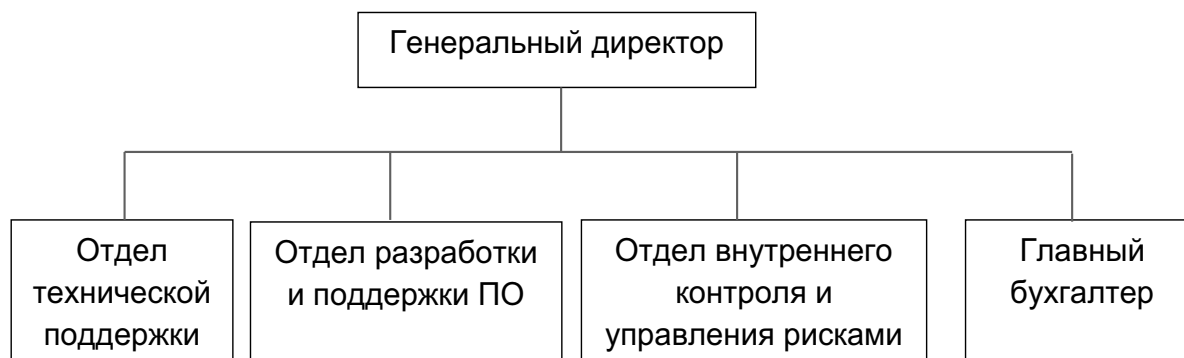 Генеральный директор
Отдел
технической
поддержки
Отдел разработки
и поддержки ПО
Отдел внутреннего
контроля и
управления рисками
Главный
бухгалтер